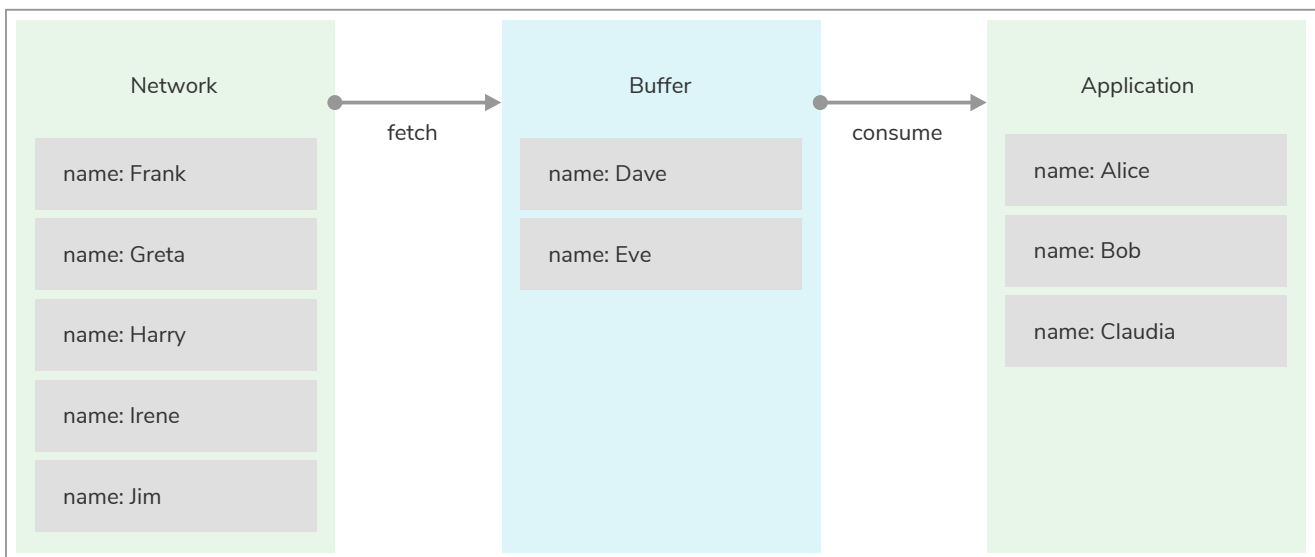 Network
fetch
Buffer
consume
Application
name: Frank
name: Greta
name: Harry
name: Irene
name: Jim
name: Dave
name: Eve
name: Alice
name: Bob
name: Claudia